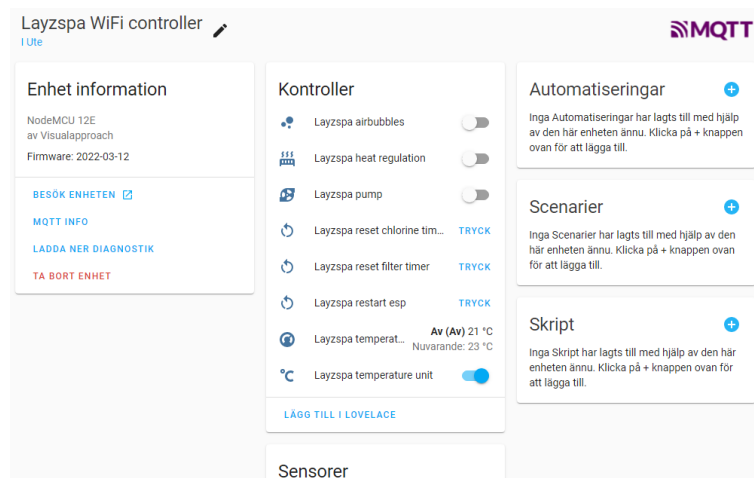 Layzspa WiFi controller
I Ute
MQTT
Enhet information
NodeMCU 12E
av Visualapproach
Firmware: 2022-03-12
BESÖK ENHETEN
MQTT INFO
LADDA NER DIAGNOSTIK
TA BORT ENHET
Kontroller
Layzspa airbubbles
Layzspa heat regulation
Layzspa pump
Layzspa reset chlorine tim... TRYCK
Layzspa reset filter timer TRYCK
Layzspa restart esp TRYCK
Layzspa temperat... Av (Av) 21 °C
Nuvarande: 23 °C
°C Layzspa temperature unit
LÄGG TILL I LOVELACE
Sensorer
Automatiseringar
Inga Automatiseringar har lagts till med hjälp
av den här enheten ännu. Klicka på + knappen
ovan för att lägga till.
Scenarier
Inga Scenarier har lagts till med hjälp av den
här enheten ännu. Klicka på + knappen ovan
för att lägga till.
Skript
Inga Skript har lagts till med hjälp av den här
enheten ännu. Klicka på + knappen ovan för
att lägga till.